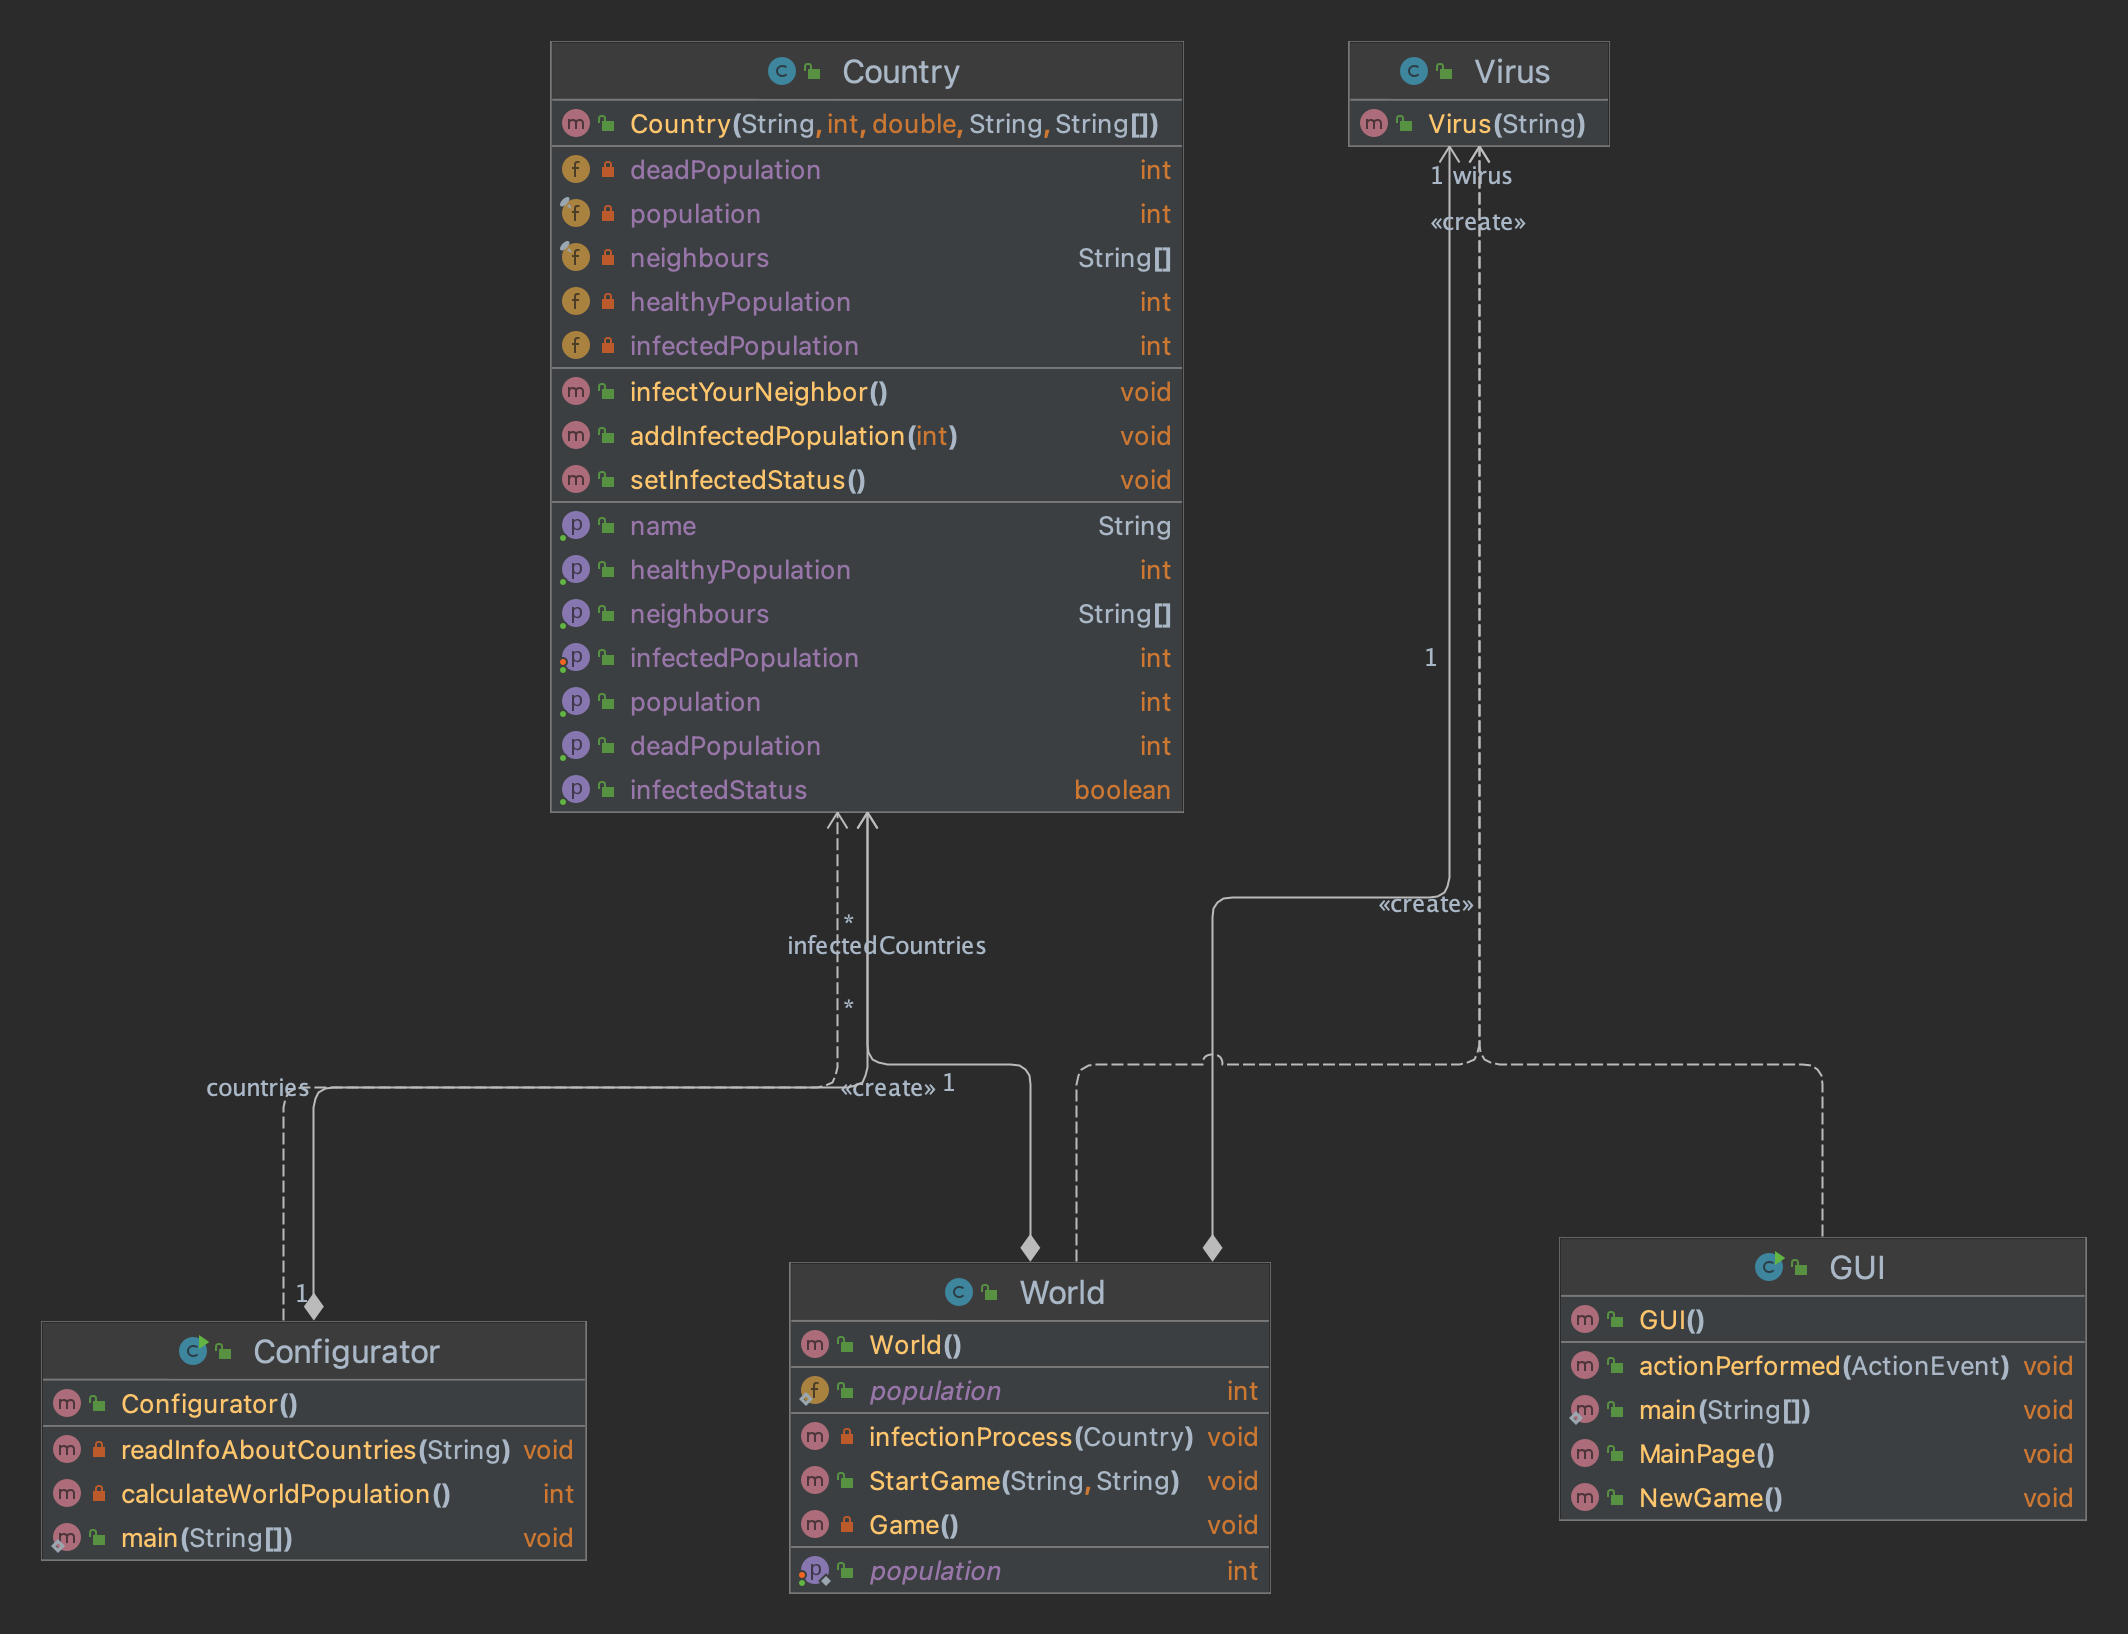 Country
Country(String, int, double, String, String[])
deadPopulation int
population int
neighbours String[]
healthyPopulation int
infectedPopulation int
infectYourNeighbor() void
addInfectedPopulation(int) void
setInfectedStatus() void
name String
healthyPopulation int
neighbours String[]
infectedPopulation int
population int
deadPopulation int
infectedStatus boolean
Virus
Virus(String)
1 wirus
«create»
1
«create»
*
infectedCountries
*
countries
«create» 1
1
Configurator
Configurator()
readInfoAboutCountries(String) void
calculateWorldPopulation() int
main(String[]) void
World
World()
population int
infectionProcess(Country) void
StartGame(String, String) void
Game() void
population int
GUI
GUI()
actionPerformed(ActionEvent) void
main(String[]) void
MainPage() void
NewGame() void